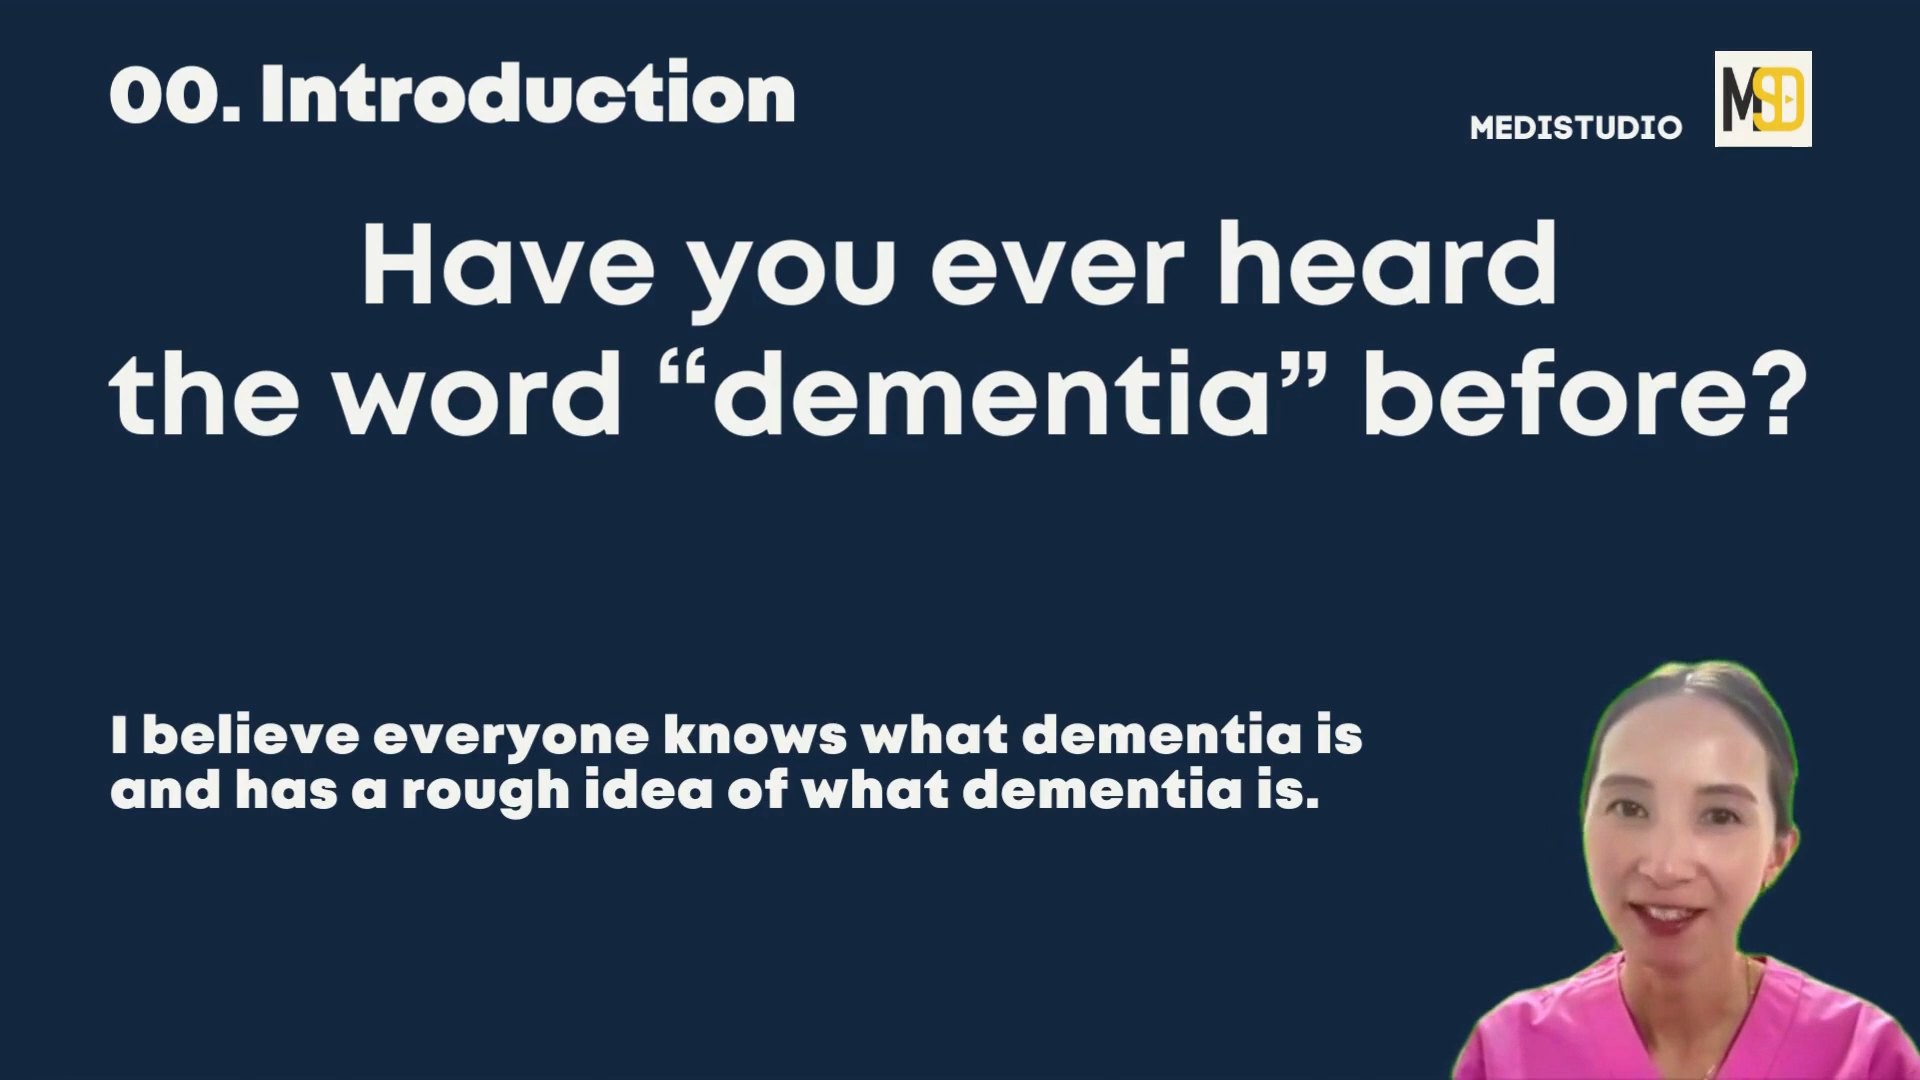 00. Introduction
MEDISTUDIO
MSD
Have you ever heard
the word “dementia” before?
I believe everyone knows what dementia is
and has a rough idea of what dementia is.